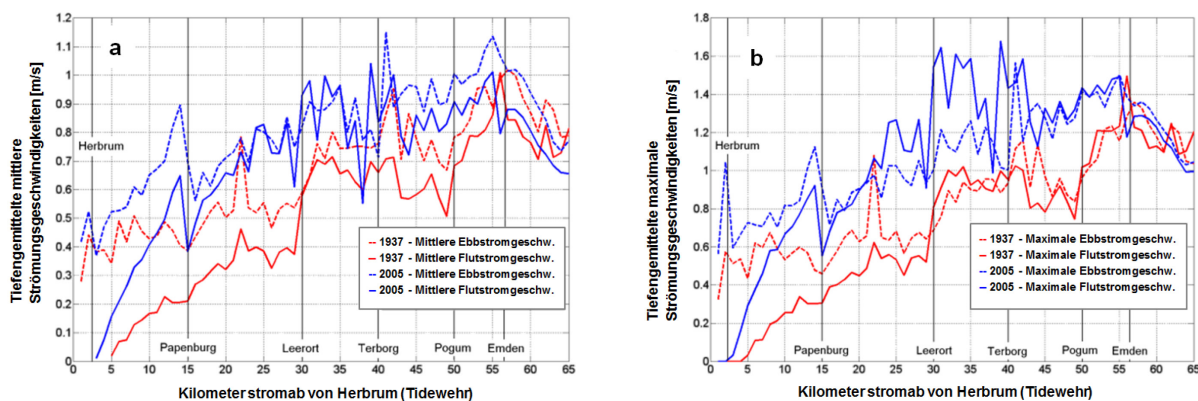 a
Tiefengemittelte mittlere
Strömungsgeschwindigkeiten [m/s]
1.2
1.1
1
0.9
0.8
0.7
0.6
0.5
0.4
0.3
0.2
0.1
0
Herbrum
Papenburg
Leerort
Terborg
Pogum
Emden
1937 - Mittlere Ebbstromgeschw.
1937 - Mittlere Flutstromgeschw.
2005 - Mittlere Ebbstromgeschw.
2005 - Mittlere Flutstromgeschw.
0 5 10 15 20 25 30 35 40 45 50 55 60 65
Kilometer stromab von Herbrum (Tidewehr)
b
Tiefengemittelte maximale
Strömungsgeschwindigkeiten [m/s]
1.8
1.6
1.4
1.2
1
0.8
0.6
0.4
0.2
0
Herbrum
Papenburg
Leerort
Terborg
Pogum
Emden
1937 - Maximale Ebbstromgeschw.
1937 - Maximale Flutstromgeschw.
2005 - Maximale Ebbstromgeschw.
2005 - Maximale Flutstromgeschw.
0 5 10 15 20 25 30 35 40 45 50 55 60 65
Kilometer stromab von Herbrum (Tidewehr)